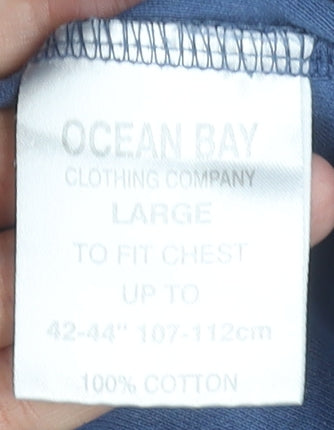 OCEAN BAY
CLOTHING COMPANY
LARGE
TO FIT CHEST
UP TO
42-44" 107-112cm
100% COTTON